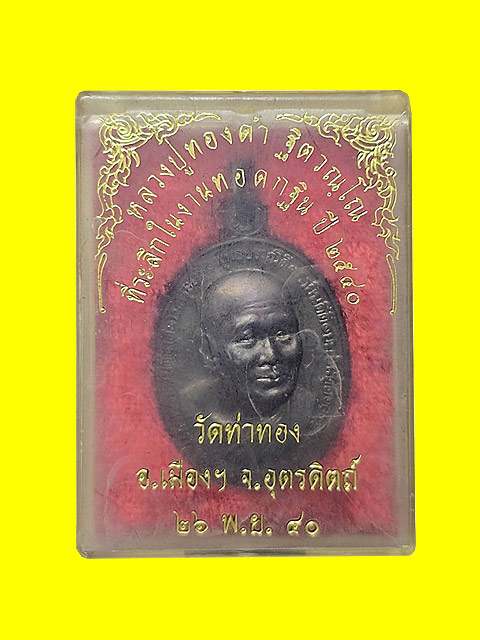 หลวงปู่ทองดำ ฐิตวณฺโณ
ที่ระลึกในงานทอดกฐิน ปี ๒๕๔๐
วัดท่าทอง
อ.เมืองฯ จ.อุตรดิตถ์
๒๖ พ.ย. ๔๐